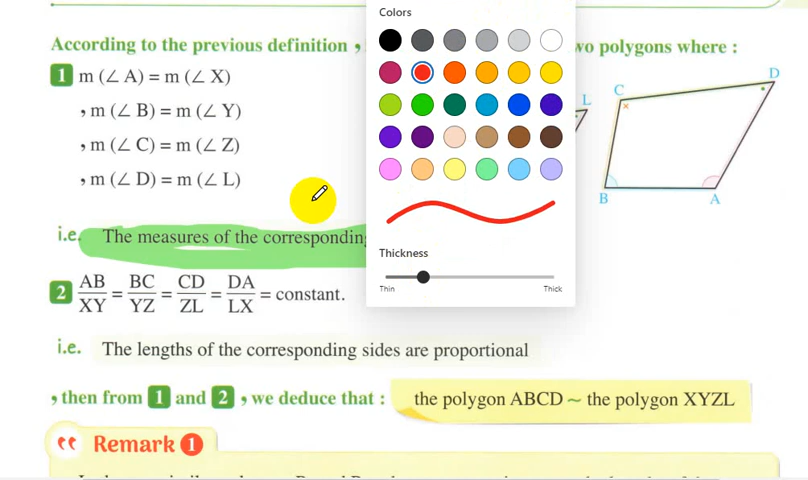 Colors
According to the previous definition ,
wo polygons where :
1 m (∠ A) = m (∠ X)
, m (∠ B) = m (∠ Y)
, m (∠ C) = m (∠ Z)
, m (∠ D) = m (∠ L)
L
C
D
B
A
i.e. The measures of the correspondin
Thickness
Thin
Thick
2 AB/XY = BC/YZ = CD/ZL = DA/LX = constant.
i.e. The lengths of the corresponding sides are proportional
, then from 1 and 2 , we deduce that : the polygon ABCD ~ the polygon XYZL
Remark 1